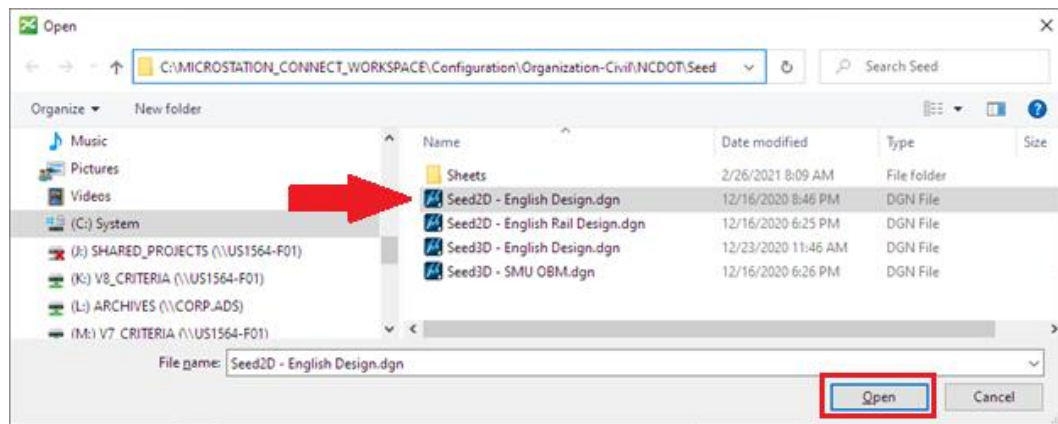 Open
C:\MICROSTATION_CONNECT_WORKSPACE\Configuration\Organization-Civil\NCDOT\Seed
Search Seed
Organize
New folder
Music
Pictures
Videos
(C:) System
(J:) SHARED_PROJECTS (\\US1564-F01)
(K:) V8_CRITERIA (\\US1564-F01)
(L:) ARCHIVES (\\CORP.ADS)
(M:) V7_CRITERIA (\\US1564-F01)
Name Date modified Type Size
Sheets 2/26/2021 8:09 AM File folder
Seed2D - English Design.dgn 12/16/2020 8:46 PM DGN File
Seed2D - English Rail Design.dgn 12/16/2020 6:25 PM DGN File
Seed3D - English Design.dgn 12/23/2020 11:46 AM DGN File
Seed3D - SMU OBM.dgn 12/16/2020 6:26 PM DGN File
File name: Seed2D - English Design.dgn
Open Cancel